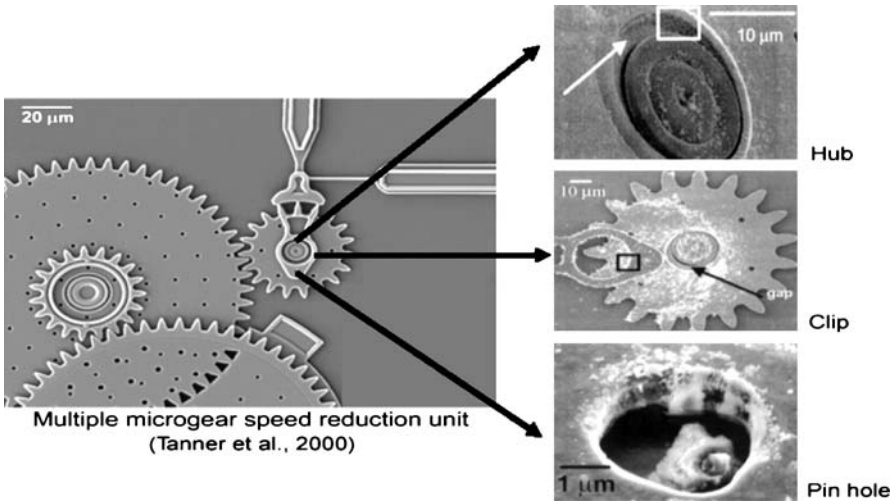 20 µm
Multiple microgear speed reduction unit
(Tanner et al., 2000)
10 µm
Hub
10 µm
gap
Clip
1 µm
Pin hole